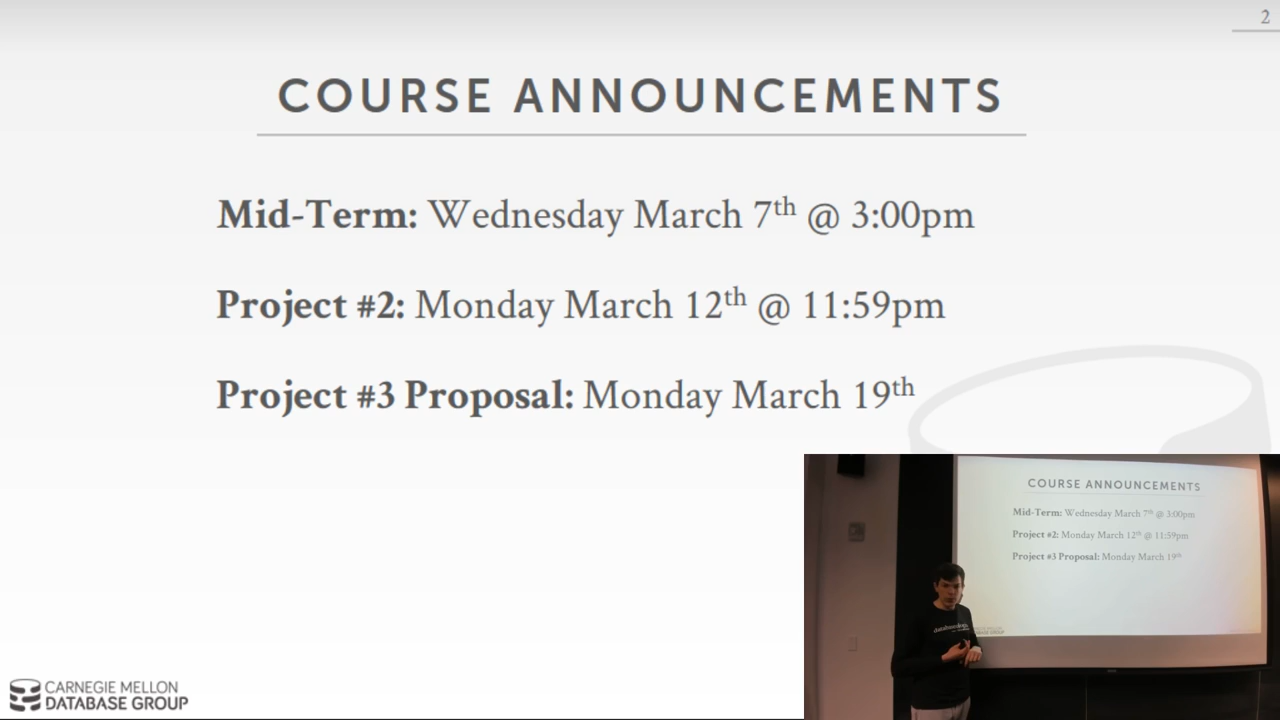 2
COURSE ANNOUNCEMENTS
Mid-Term: Wednesday March 7th @ 3:00pm
Project #2: Monday March 12th @ 11:59pm
Project #3 Proposal: Monday March 19th
CARNEGIE MELLON
DATABASE GROUP
COURSE ANNOUNCEMENTS
Mid-Term: Wednesday March 7th @ 3:00pm
Project #2: Monday March 12th @ 11:59pm
Project #3 Proposal: Monday March 19th